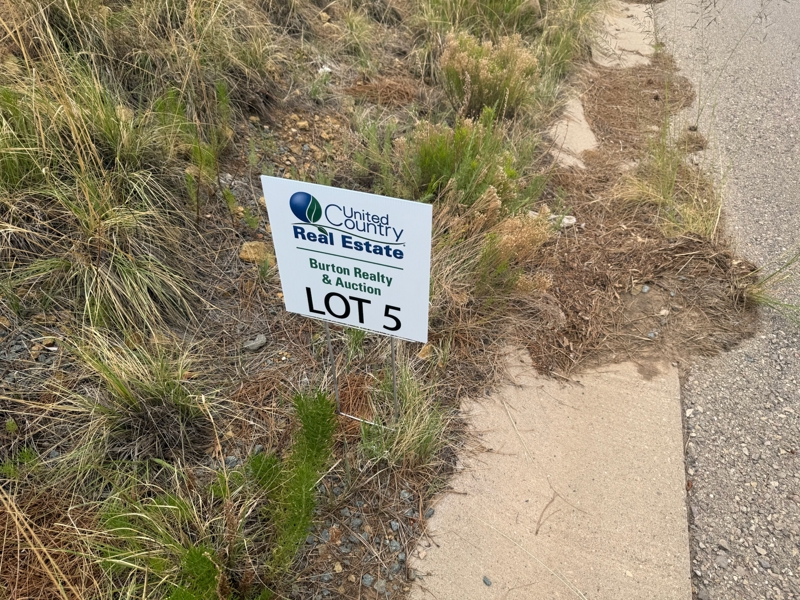 United
Country
Real Estate
Burton Realty
& Auction
LOT 5